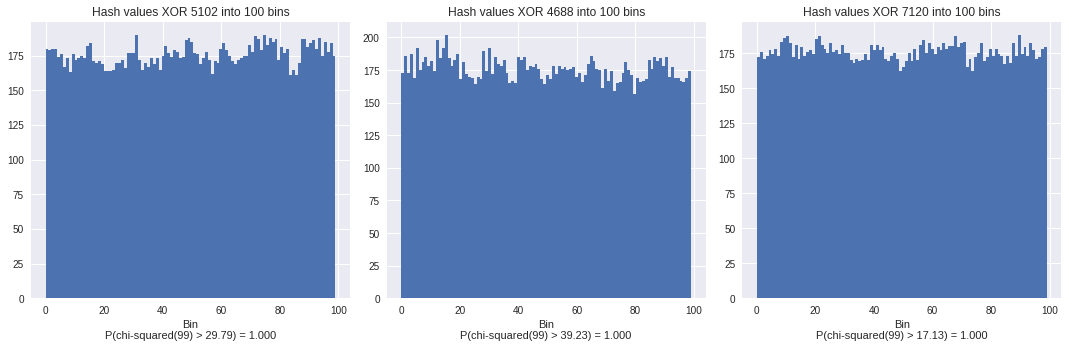 Hash values XOR 5102 into 100 bins
175
150
125
100
75
50
25
0
0 20 40 60 80 100
Bin
P(chi-squared(99) > 29.79) = 1.000
Hash values XOR 4688 into 100 bins
200
175
150
125
100
75
50
25
0
0 20 40 60 80 100
Bin
P(chi-squared(99) > 39.23) = 1.000
Hash values XOR 7120 into 100 bins
175
150
125
100
75
50
25
0
0 20 40 60 80 100
Bin
P(chi-squared(99) > 17.13) = 1.000